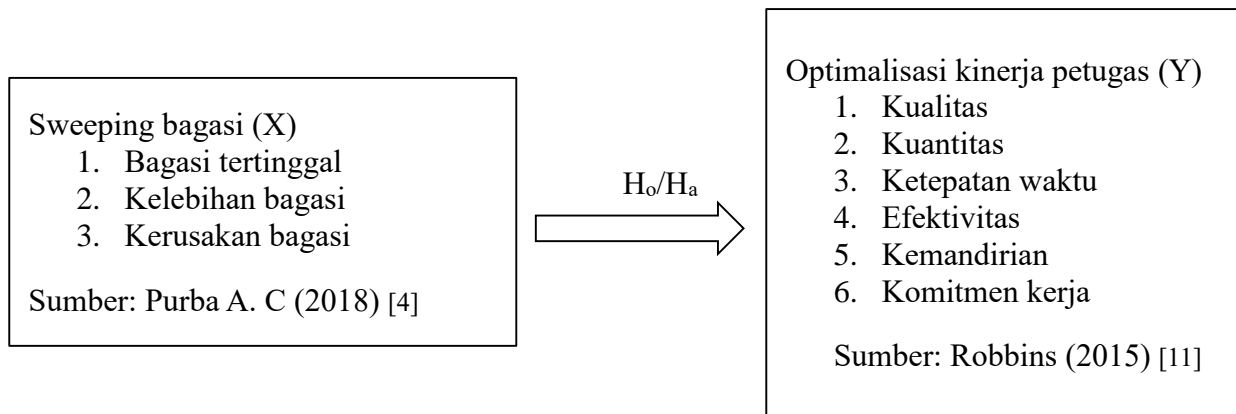 Sweeping bagasi (X)
1. Bagasi tertinggal
2. Kelebihan bagasi
3. Kerusakan bagasi
Sumber: Purba A. C (2018) [4]
Hₒ/Hₐ
Optimalisasi kinerja petugas (Y)
1. Kualitas
2. Kuantitas
3. Ketepatan waktu
4. Efektivitas
5. Kemandirian
6. Komitmen kerja
Sumber: Robbins (2015) [11]